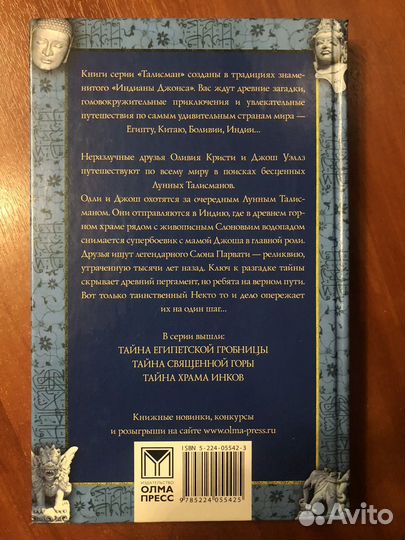 Книги серии «Талисман» созданы в традициях знаме-
нитого «Индианы Джонса». Вас ждут древние загадки,
головокружительные приключения и увлекательные
путешествия по самым удивительным странам мира —
Египту, Китаю, Боливии, Индии...
Неразлучные друзья Оливия Кристи и Джош Уэллз
путешествуют по всему миру в поисках бесценных
Лунных Талисманов.
Олли и Джош охотятся за очередным Лунным Талис-
маном. Они отправляются в Индию, где в древнем гор-
ном храме рядом с живописным Слоновьим водопадом
снимается супербоевик с мамой Джоша в главной роли.
Друзья ищут легендарного Слона Парвати — реликвию,
утраченную тысячи лет назад. Ключ к разгадке тайны
скрывает древний пергамент, но ребята на верном пути.
Вот только таинственный Некто то и дело опережает
их на один шаг...
В серии вышли:
ТАЙНА ЕГИПЕТСКОЙ ГРОБНИЦЫ
ТАЙНА СВЯЩЕННОЙ ГОРЫ
ТАЙНА ХРАМА ИНКОВ
Книжные новинки, конкурсы
и розыгрыши на сайте www.olma-press.ru
ИЗДАТЕЛЬСТВО
ОЛМА
ПРЕСС
ISBN 5-224-05542-3
9785224055425
Avito